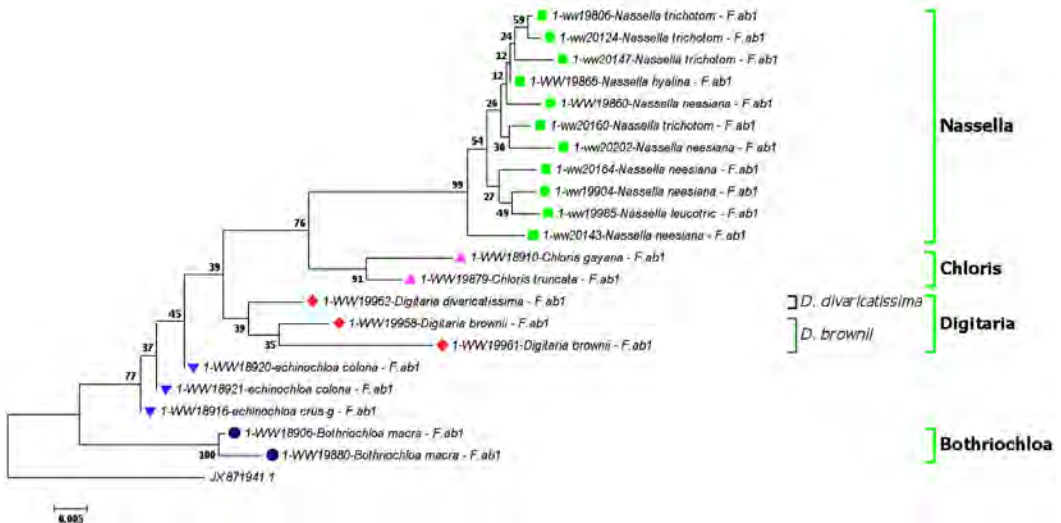 1-ww19806-Nassella trichotom - F.ab1
59
1-ww20124-Nassella trichotom - F.ab1
24
1-ww20147-Nassella trichotom - F.ab1
12
1-WW19865-Nassella hyalina - F.ab1
12
1-WW19860-Nassella neesiana - F.ab1
26
1-ww20160-Nassella trichotom - F.ab1
Nassella
54
30
1-ww20202-Nassella neesiana - F.ab1
1-ww20164-Nassella neesiana - F.ab1
99
27
1-ww19904-Nassella neesiana - F.ab1
49
1-ww19985-Nassella leucotric - F.ab1
76
1-ww20143-Nassella neesiana - F.ab1
1-WW18910-Chloris gayana - F.ab1
Chloris
91
1-WW19879-Chloris truncata - F.ab1
39
1-WW19962-Digitaria divaricatissima - F.ab1
D. divaricatissima
45
39
1-WW19958-Digitaria brownii - F.ab1
Digitaria
D. brownii
35
1-WW19961-Digitaria brownii - F.ab1
37
1-WW18920-echinochloa colona - F.ab1
77
1-WW18921-echinochloa colona - F.ab1
1-WW18916-echinochloa crus-g - F.ab1
1-WW18906-Bothriochloa macra - F.ab1
Bothriochloa
100
1-WW19880-Bothriochloa macra - F.ab1
JX871941.1
0.005